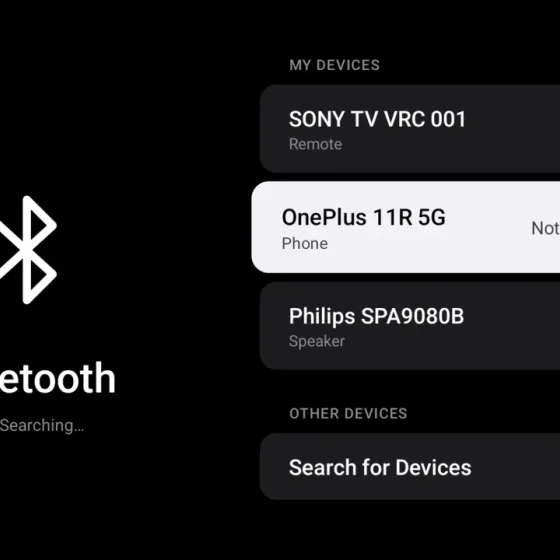 MY DEVICES
SONY TV VRC 001
Remote
OnePlus 11R 5G
Phone
Not
Philips SPA9080B
Speaker
etooth
Searching…
OTHER DEVICES
Search for Devices